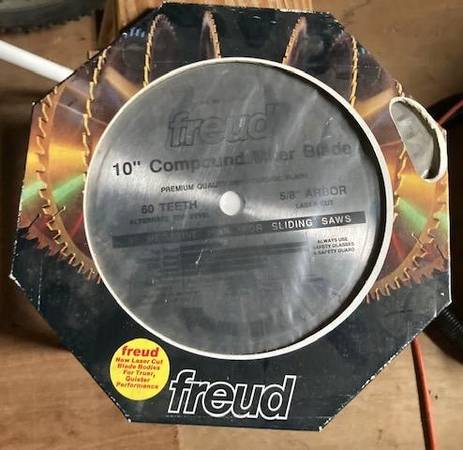 freud
10" Compound Miter Blade
PREMIUM QUALITY
60 TEETH
5/8" ARBOR
LASER CUT
FOR SLIDING SAWS
ALWAYS USE
SAFETY GLASSES
& SAFETY GUARD
freud
New Laser Cut
Blade Bodies
For Truer,
Quieter
Performance
freud